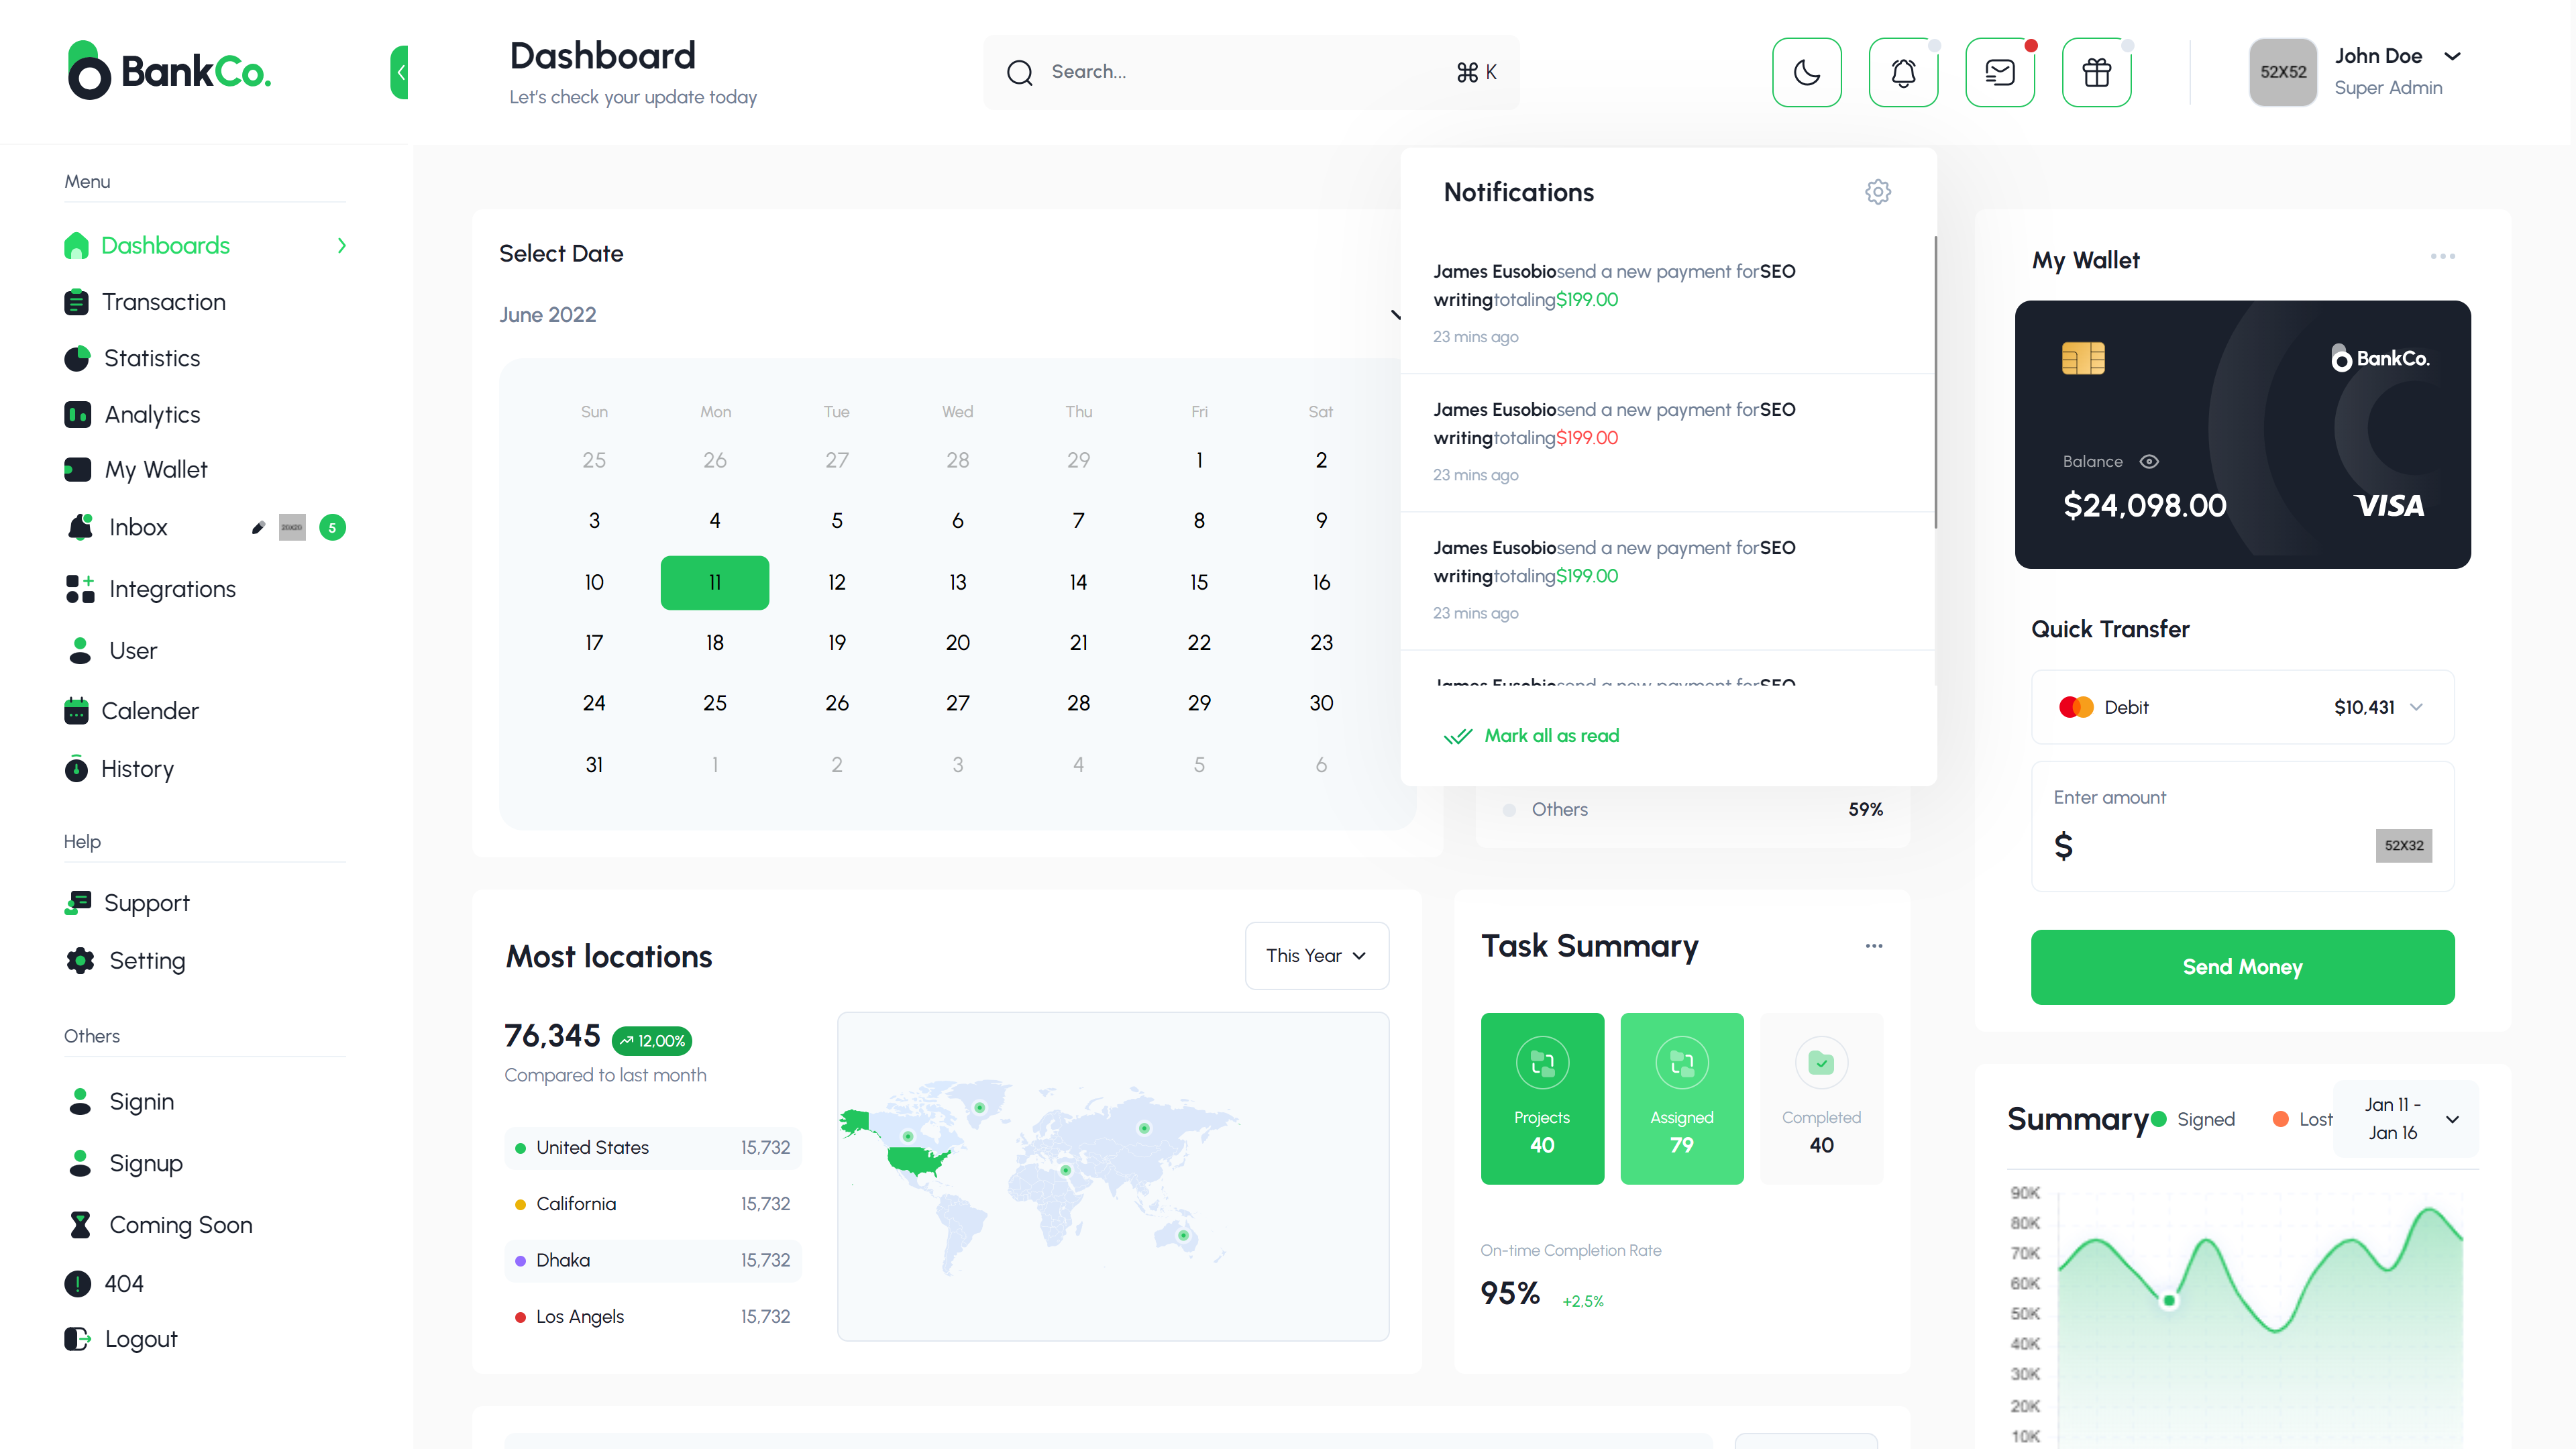 BankCo.
Dashboard
Let's check your update today
Search...
⌘ K
52X52
John Doe
Super Admin
Menu
Dashboards
Transaction
Statistics
Analytics
My Wallet
Inbox
20X20
5
Integrations
User
Calender
History
Help
Support
Setting
Others
Signin
Signup
Coming Soon
404
Logout
Select Date
June 2022
Sun Mon Tue Wed Thu Fri Sat
25 26 27 28 29 1 2
3 4 5 6 7 8 9
10 11 12 13 14 15 16
17 18 19 20 21 22 23
24 25 26 27 28 29 30
31 1 2 3 4 5 6
Notifications
James Eusobiosend a new payment forSEO
writingtotaling$199.00
23 mins ago
James Eusobiosend a new payment forSEO
writingtotaling$199.00
23 mins ago
James Eusobiosend a new payment forSEO
writingtotaling$199.00
23 mins ago
James Eusobiosend a new payment forSEO
Mark all as read
Others 59%
Most locations
This Year
76,345
12,00%
Compared to last month
United States 15,732
California 15,732
Dhaka 15,732
Los Angels 15,732
Task Summary
Projects
40
Assigned
79
Completed
40
On-time Completion Rate
95%
+2,5%
My Wallet
BankCo.
Balance
$24,098.00
VISA
Quick Transfer
Debit
$10,431
Enter amount
$
52X32
Send Money
Summary
Signed
Lost
Jan 11 -
Jan 16
90K
80K
70K
60K
50K
40K
30K
20K
10K